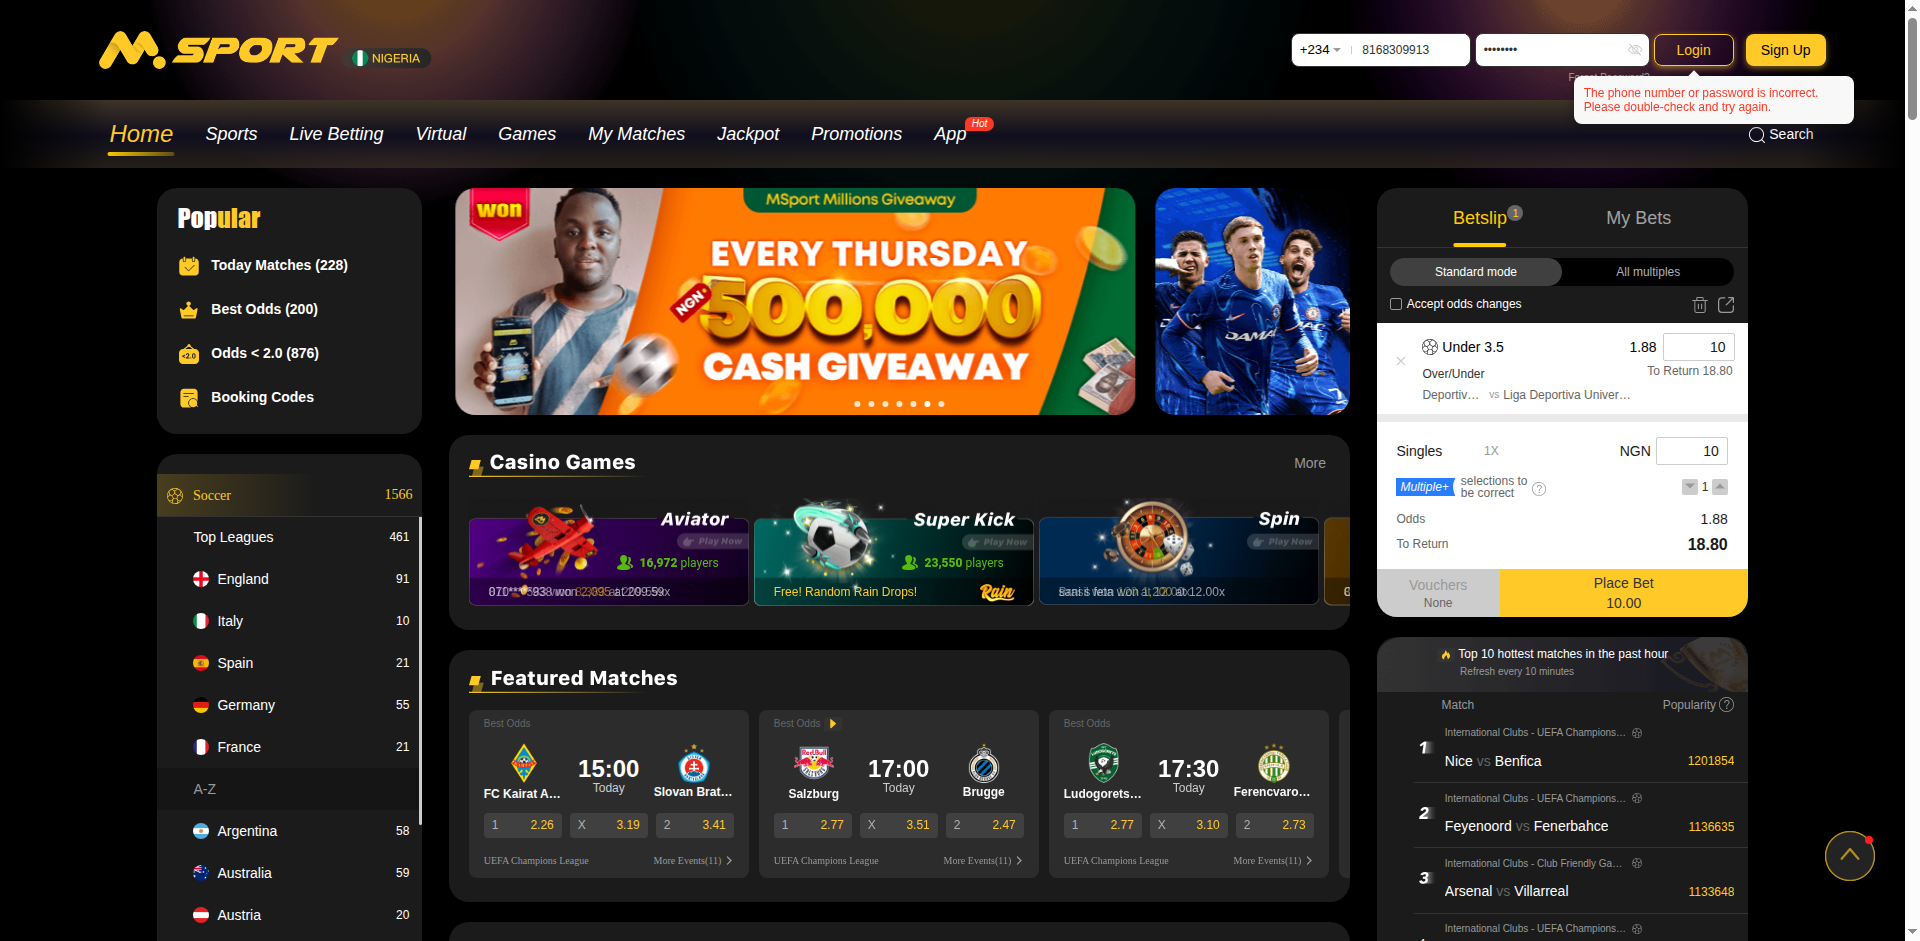 M.SPORT
NIGERIA
+234
8168309913
••••••••
Login
Sign Up
The phone number or password is incorrect.
Please double-check and try again.
Home
Sports
Live Betting
Virtual
Games
My Matches
Jackpot
Promotions
App
Hot
Search
Popular
Today Matches (228)
Best Odds (200)
Odds < 2.0 (876)
<2.0
Booking Codes
Soccer 1566
Top Leagues 461
England 91
Italy 10
Spain 21
Germany 55
France 21
A-Z
Argentina 58
Australia 59
Austria 20
won
MSport Millions Giveaway
EVERY THURSDAY
NGN
500,000
CASH GIVEAWAY
Casino Games
More
Aviator
Play Now
16,972 players
Super Kick
Play Now
23,550 players
Free! Random Rain Drops!
Rain
Spin
Play Now
Featured Matches
Best Odds
15:00
Today
FC Kairat A...
Slovan Brat...
1 2.26
X 3.19
2 3.41
UEFA Champions League
More Events(11)
Best Odds
17:00
Today
Salzburg
Brugge
1 2.77
X 3.51
2 2.47
UEFA Champions League
More Events(11)
Best Odds
17:30
Today
Ludogorets...
Ferencvaro...
1 2.77
X 3.10
2 2.73
UEFA Champions League
More Events(11)
Betslip 1
My Bets
Standard mode
All multiples
Accept odds changes
Under 3.5 1.88 10
Over/Under
To Return 18.80
Deportiv... vs Liga Deportiva Univer...
Singles 1X NGN 10
Multiple+ selections to
be correct ?
1
Odds 1.88
To Return 18.80
Vouchers
None
Place Bet
10.00
Top 10 hottest matches in the past hour
Refresh every 10 minutes
Match Popularity ?
International Clubs - UEFA Champions...
1 Nice vs Benfica 1201854
International Clubs - UEFA Champions...
2 Feyenoord vs Fenerbahce 1136635
International Clubs - Club Friendly Ga...
3 Arsenal vs Villarreal 1133648
International Clubs - UEFA Champions...